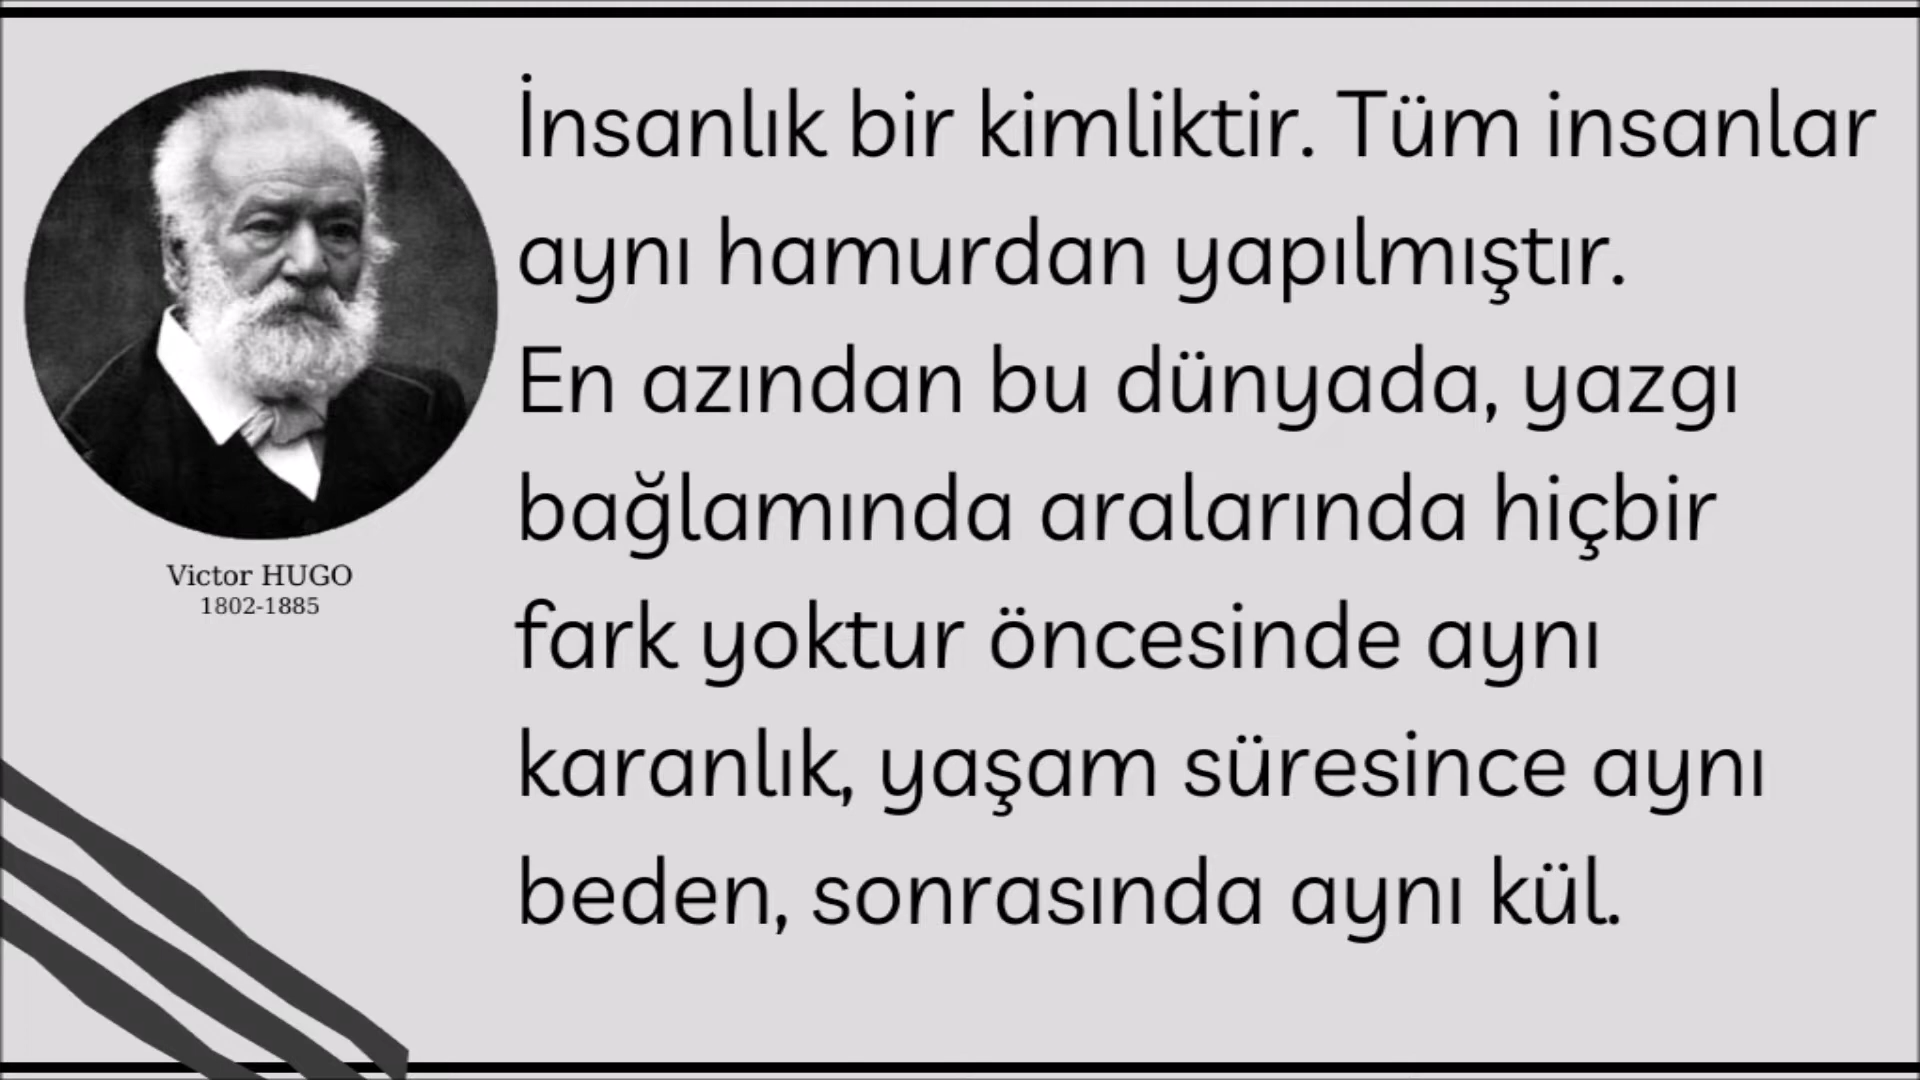 İnsanlık bir kimliktir. Tüm insanlar
aynı hamurdan yapılmıştır.
En azından bu dünyada, yazgı
bağlamında aralarında hiçbir
fark yoktur öncesinde aynı
karanlık, yaşam süresince aynı
beden, sonrasında aynı kül.
Victor HUGO
1802-1885